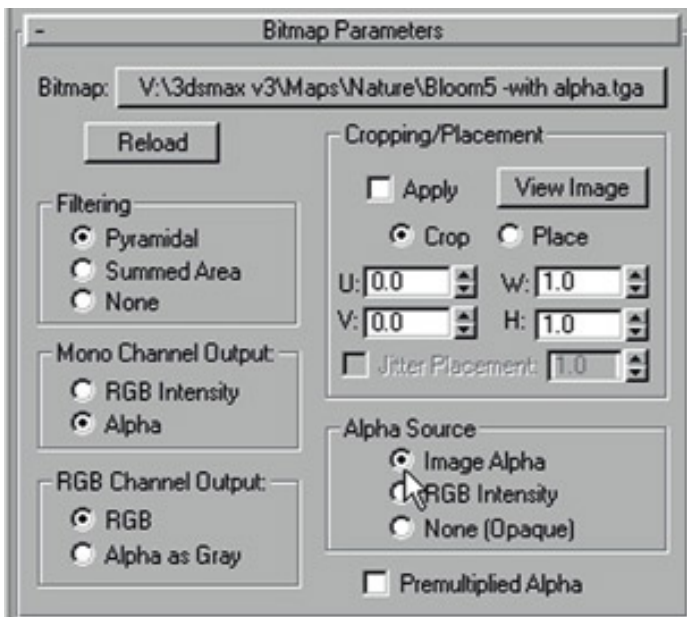 - Bitmap Parameters
Bitmap: V:\3dsmax v3\Maps\Nature\Bloom5 -with alpha.tga
Reload
Filtering
Pyramidal
Summed Area
None
Mono Channel Output:
RGB Intensity
Alpha
RGB Channel Output:
RGB
Alpha as Gray
Cropping/Placement
Apply View Image
Crop Place
U: 0.0 W: 1.0
V: 0.0 H: 1.0
Jitter Placement: 1.0
Alpha Source
Image Alpha
RGB Intensity
None (Opaque)
Premultiplied Alpha